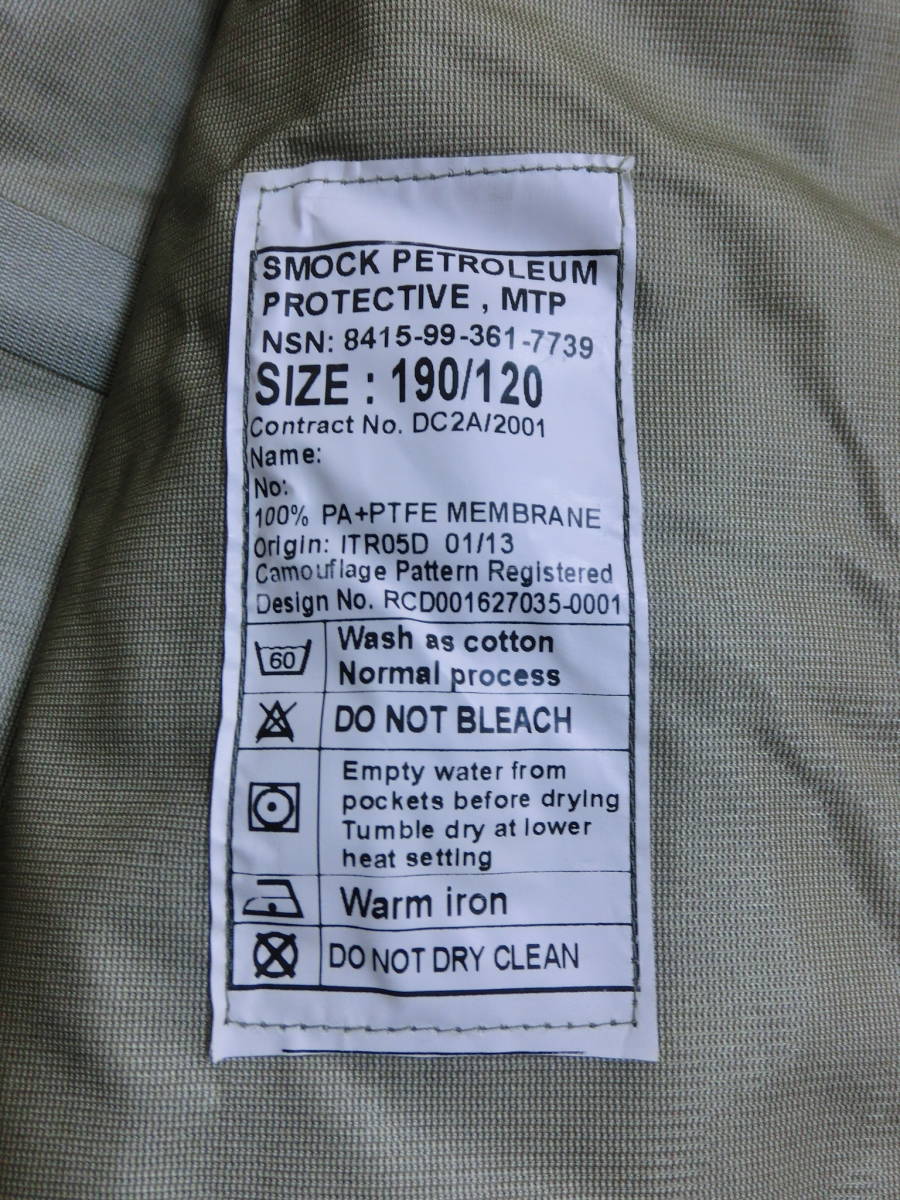 SMOCK PETROLEUM
PROTECTIVE , MTP
NSN: 8415-99-361-7739
SIZE : 190/120
Contract No. DC2A/2001
Name:
No:
100% PA+PTFE MEMBRANE
Origin: ITR05D 01/13
Camouflage Pattern Registered
Design No. RCD001627035-0001
60
Wash as cotton
Normal process
DO NOT BLEACH
Empty water from
pockets before drying
Tumble dry at lower
heat setting
Warm iron
DO NOT DRY CLEAN